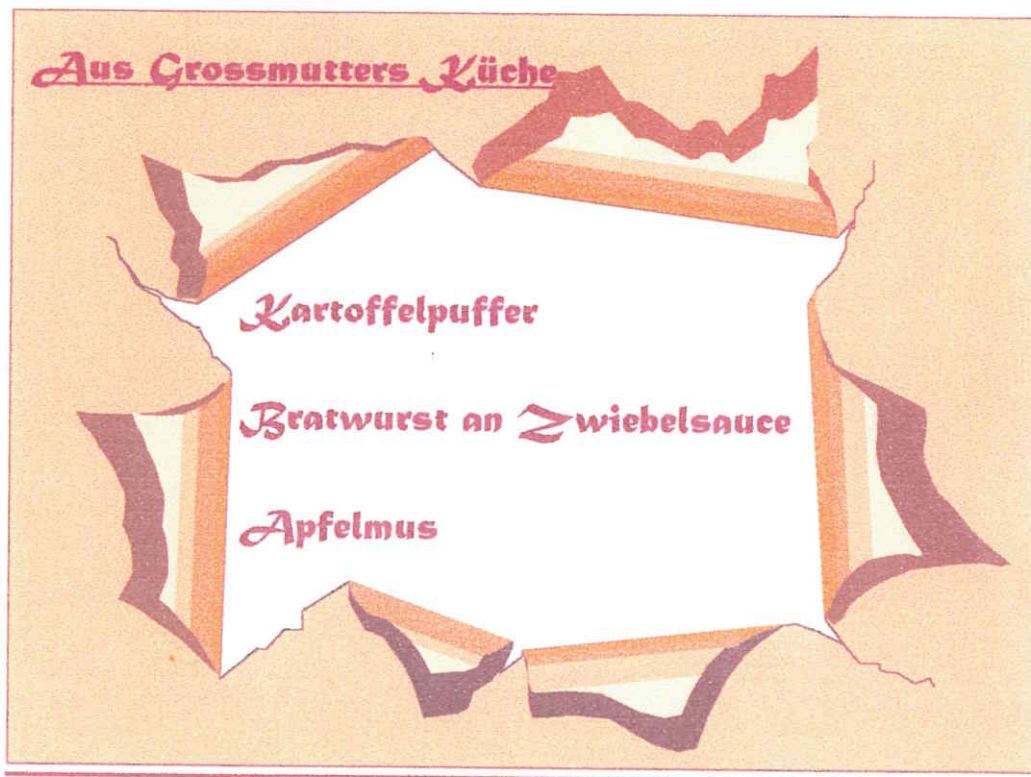 Aus Grossmutters Küche
Kartoffelpuffer
Bratwurst an Zwiebelsauce
Apfelmus